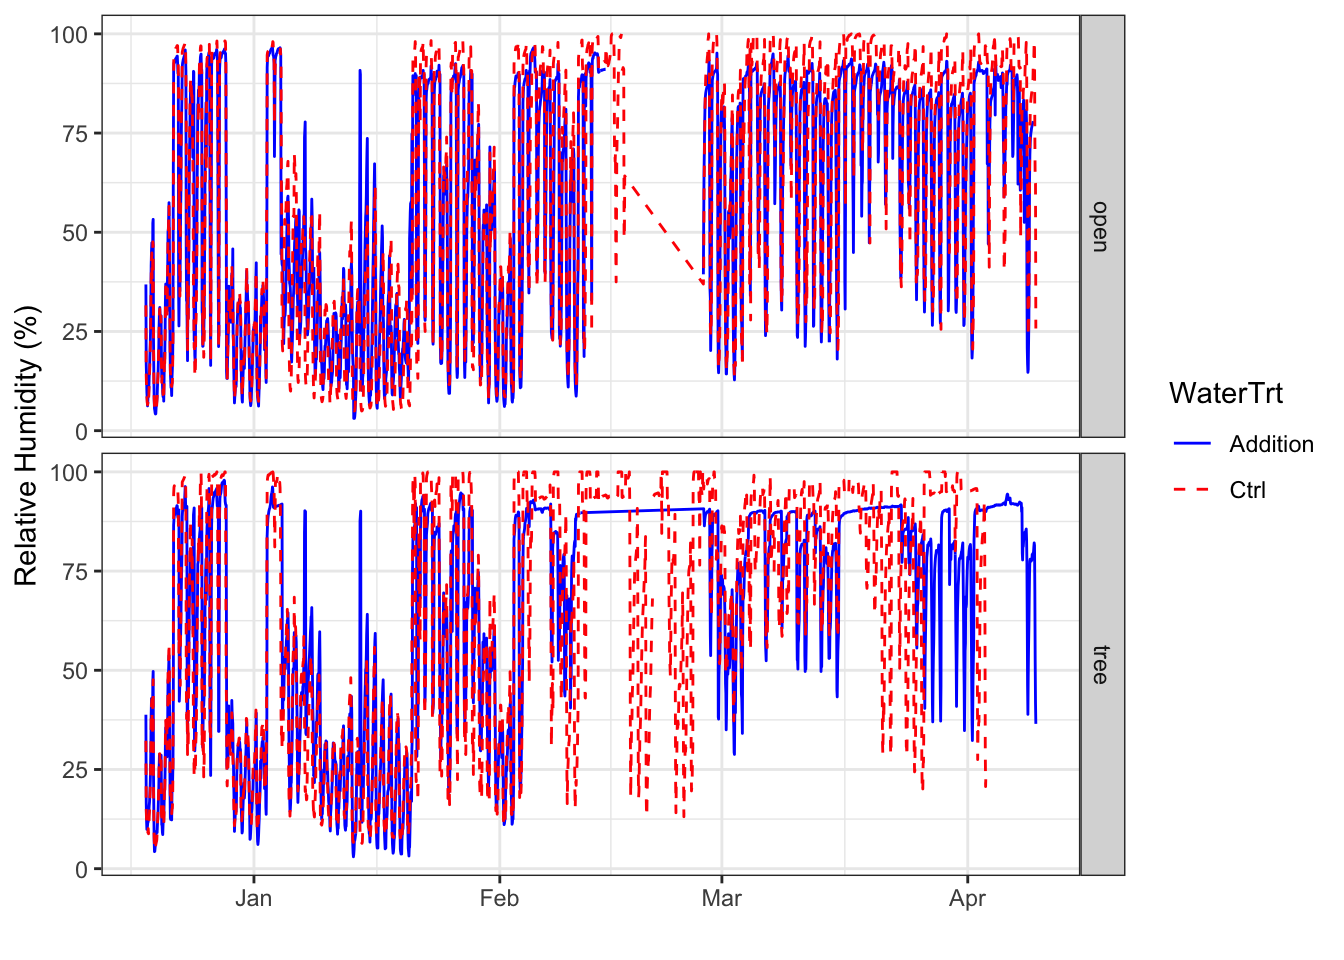 Relative Humidity (%)
100
75
50
25
0
open
100
75
50
25
0
tree
Jan
Feb
Mar
Apr
WaterTrt
Addition
Ctrl